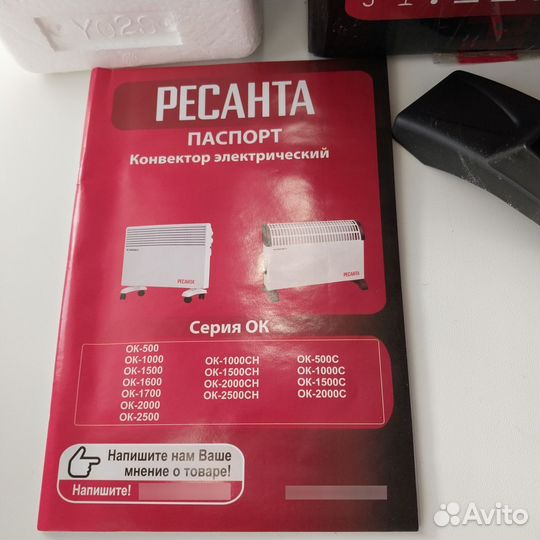 YO2S
РЕСАНТА
ПАСПОРТ
Конвектор электрический
РЕСАНТА
РЕСАНТА
Серия ОК
ОК-500
ОК-1000
ОК-1500
ОК-1600
ОК-1700
ОК-2000
ОК-2500
ОК-1000СН
ОК-1500СН
ОК-2000СН
ОК-2500СН
ОК-500С
ОК-1000С
ОК-1500С
ОК-2000С
Напишите нам Ваше
мнение о товаре!
Напишите!
Avito